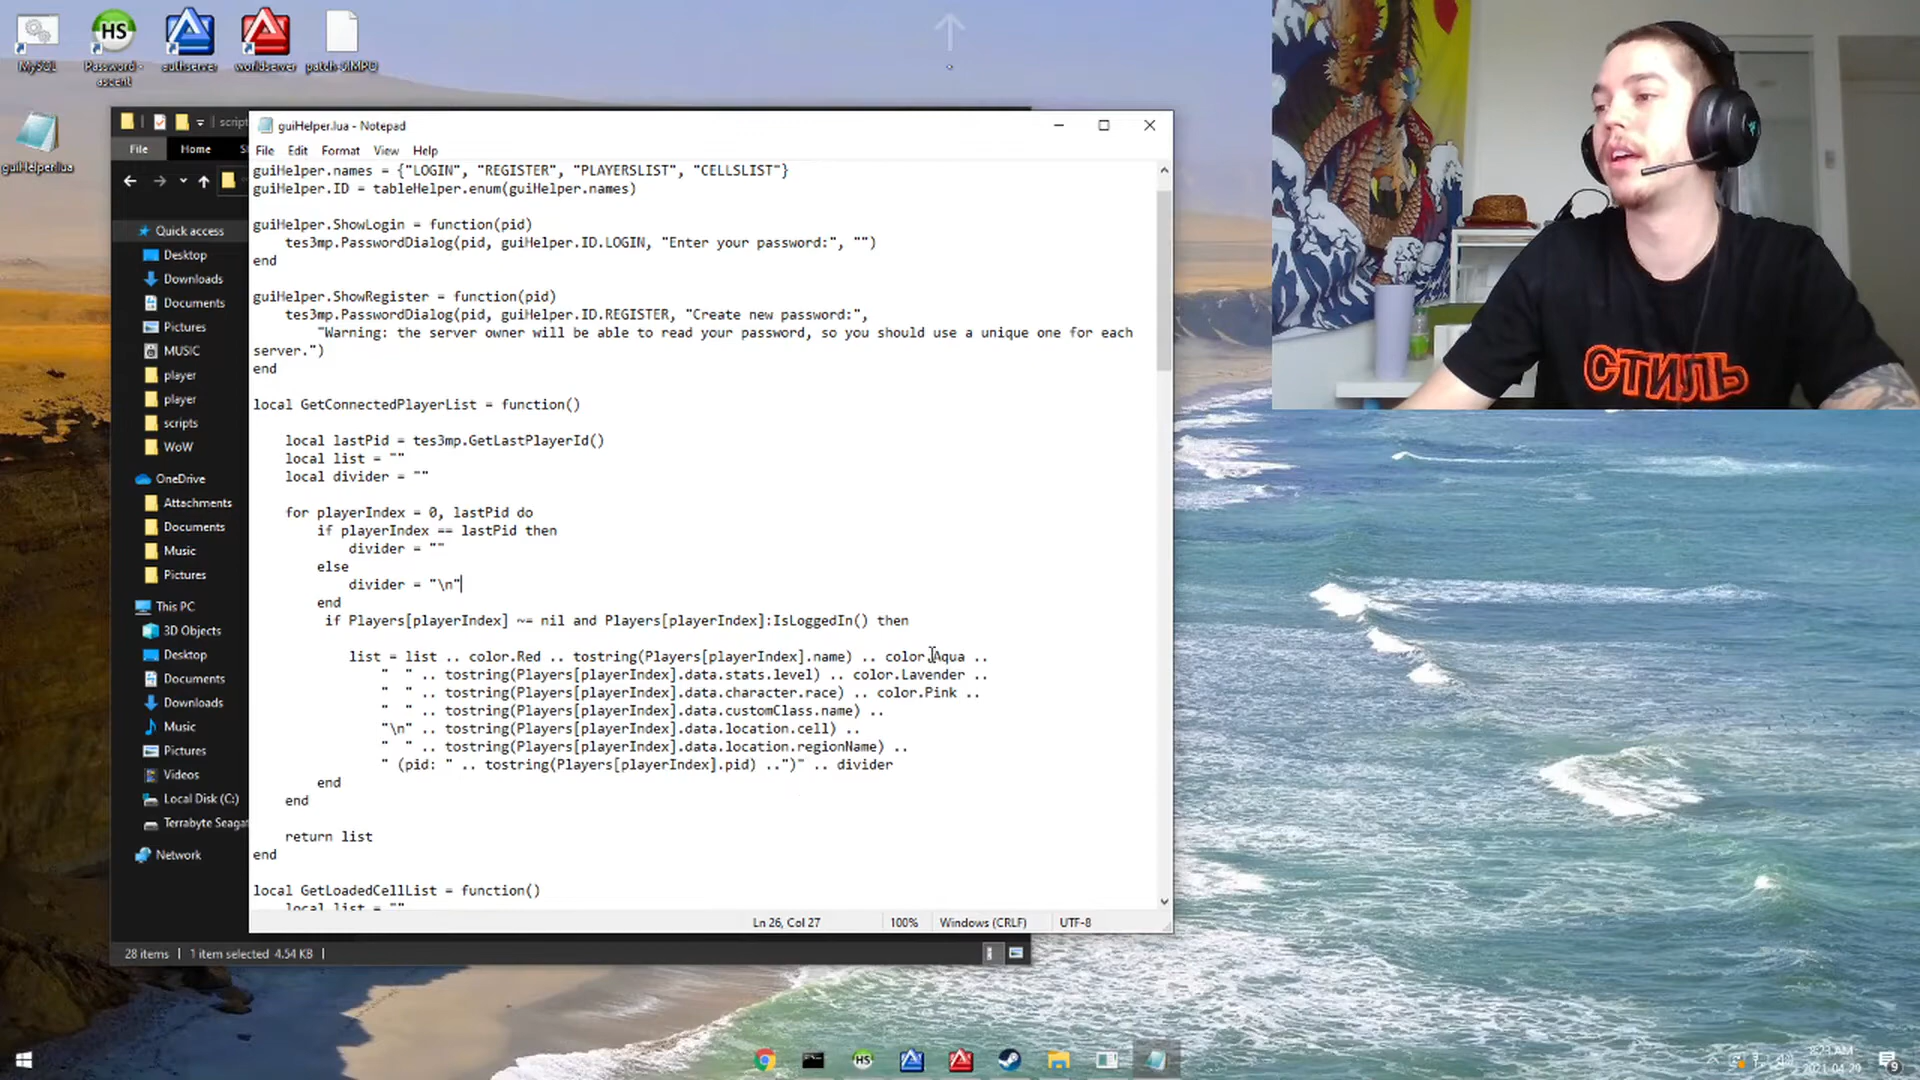 MySQL
HS
Password - ascent
authserver
worldserver
guiHelper.lua
File
Home
Quick access
Desktop
Downloads
Documents
Pictures
MUSIC
player
player
scripts
WoW
OneDrive
Attachments
Documents
Music
Pictures
This PC
3D Objects
Desktop
Documents
Downloads
Music
Pictures
Videos
Local Disk (C:)
Terrabyte Seagat
Network
28 items
1 item selected 4.54 KB
guiHelper.lua - Notepad
File Edit Format View Help
guiHelper.names = {"LOGIN", "REGISTER", "PLAYERSLIST", "CELLSLIST"}
guiHelper.ID = tableHelper.enum(guiHelper.names)
guiHelper.ShowLogin = function(pid)
tes3mp.PasswordDialog(pid, guiHelper.ID.LOGIN, "Enter your password:", "")
end
guiHelper.ShowRegister = function(pid)
tes3mp.PasswordDialog(pid, guiHelper.ID.REGISTER, "Create new password:",
"Warning: the server owner will be able to read your password, so you should use a unique one for each
server.")
end
local GetConnectedPlayerList = function()
local lastPid = tes3mp.GetLastPlayerId()
local list = ""
local divider = ""
for playerIndex = 0, lastPid do
if playerIndex == lastPid then
divider = ""
else
divider = "\n"
end
if Players[playerIndex] ~= nil and Players[playerIndex]:IsLoggedIn() then
list = list .. color.Red .. tostring(Players[playerIndex].name) .. color.Aqua ..
" " .. tostring(Players[playerIndex].data.stats.level) .. color.Lavender ..
" " .. tostring(Players[playerIndex].data.character.race) .. color.Pink ..
" " .. tostring(Players[playerIndex].data.customClass.name) ..
"\n" .. tostring(Players[playerIndex].data.location.cell) ..
" " .. tostring(Players[playerIndex].data.location.regionName) ..
" (pid: " .. tostring(Players[playerIndex].pid) ..")" .. divider
end
end
return list
end
local GetLoadedCellList = function()
local list = ""
Ln 26, Col 27
100%
Windows (CRLF)
UTF-8
СТИЛЬ
HS